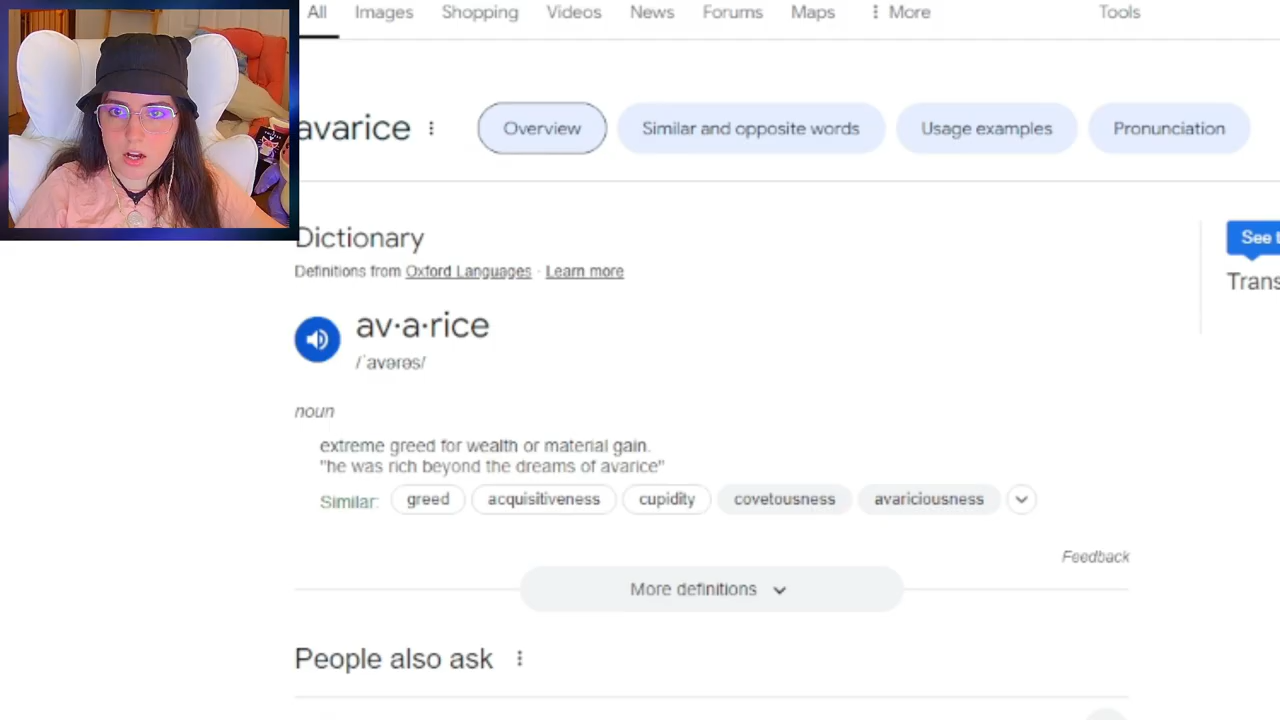 All Images Shopping Videos News Forums Maps More Tools
avarice Overview Similar and opposite words Usage examples Pronunciation
Dictionary
Definitions from Oxford Languages · Learn more
See t
Trans
av·a·rice
/ˈavərəs/
noun
extreme greed for wealth or material gain.
"he was rich beyond the dreams of avarice"
Similar: greed acquisitiveness cupidity covetousness avariciousness
Feedback
More definitions
People also ask